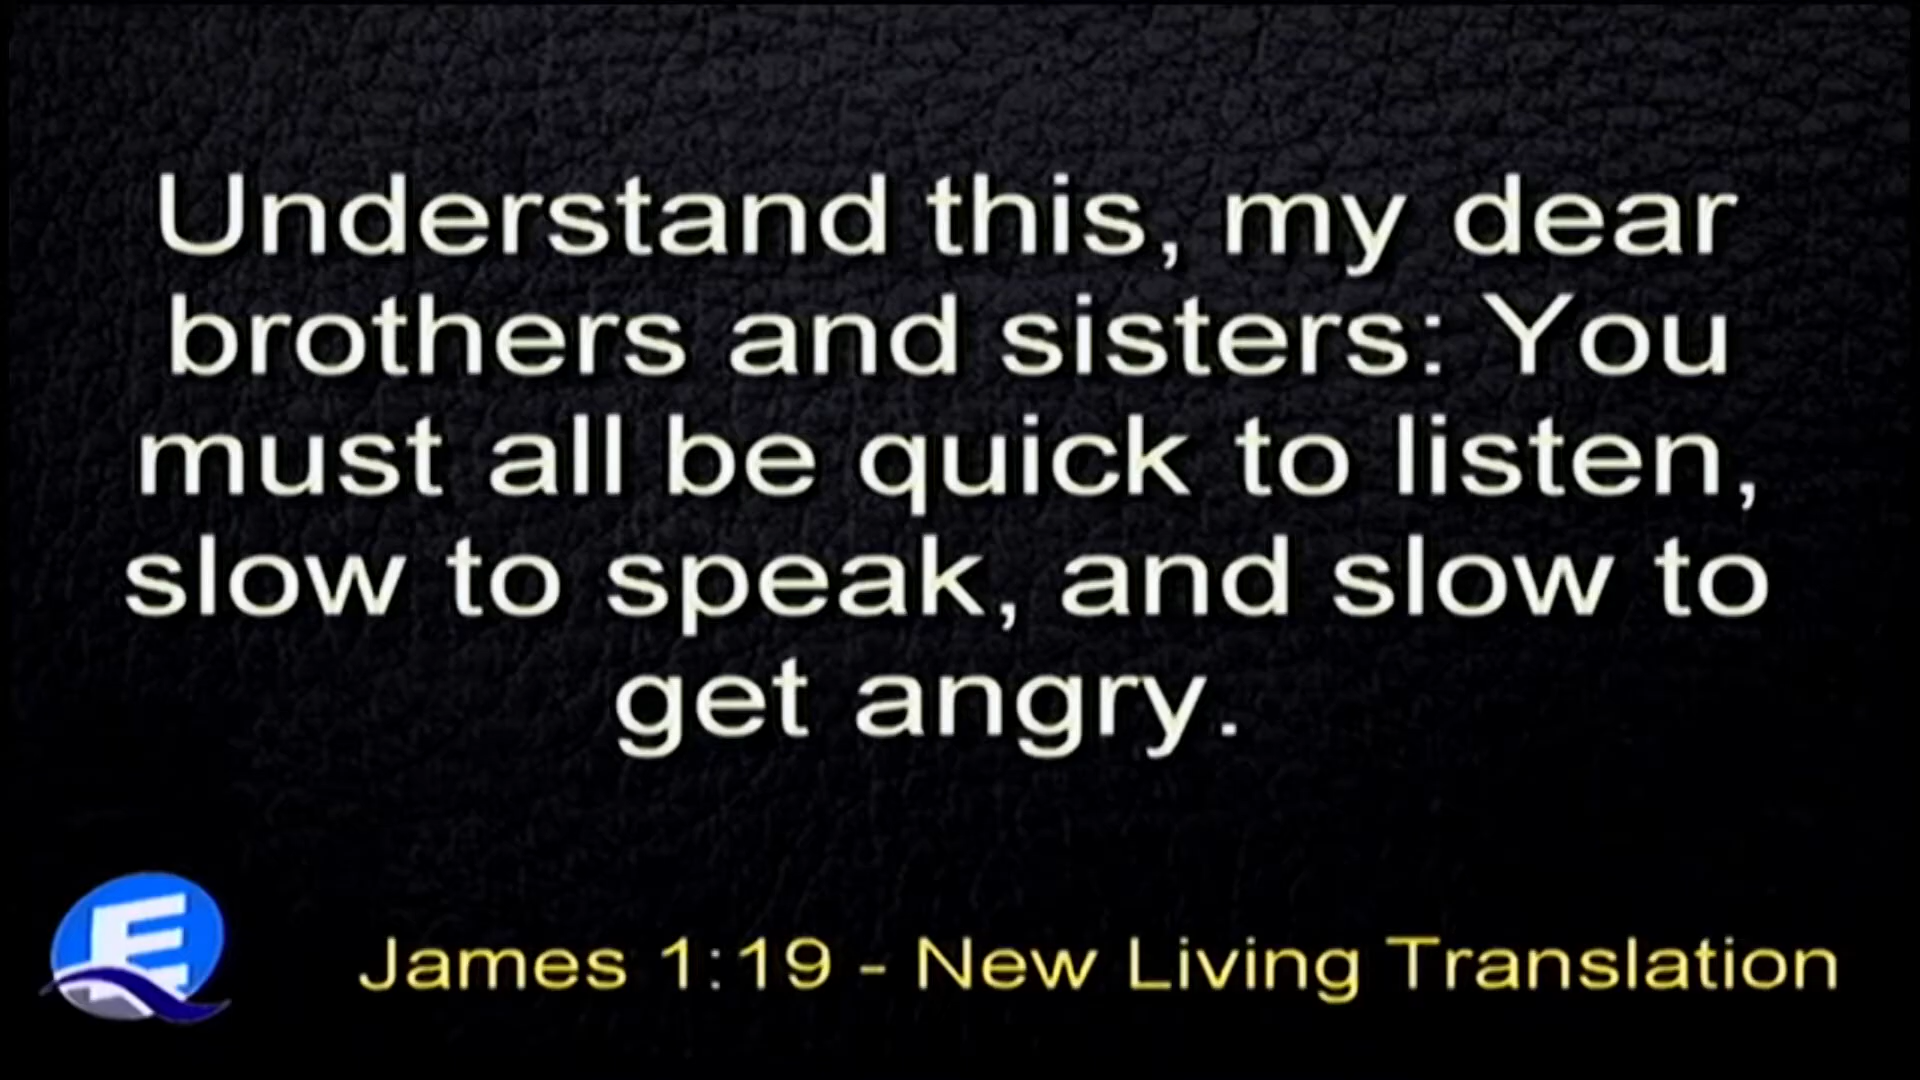 Understand this, my dear
brothers and sisters: You
must all be quick to listen,
slow to speak, and slow to
get angry.
E
James 1:19 - New Living Translation